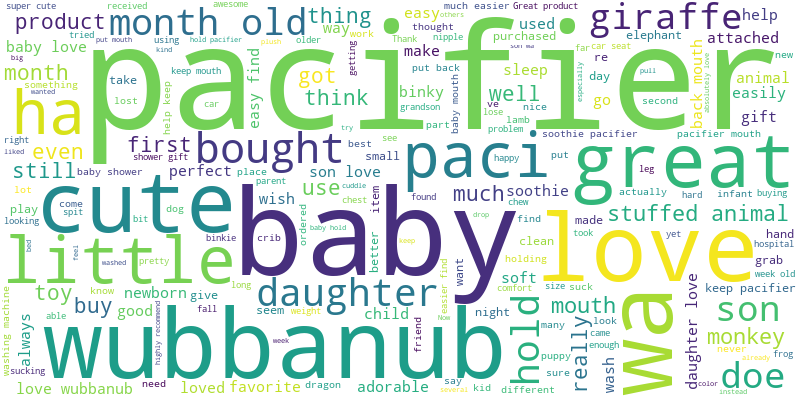 super cute
received
awesome
much easier
Great product
others
product
month old
thing
easy
used
giraffe
help
tried
put mouth
using
hold pacifier
older
way
work
thought
nipple
Thank
purchased
son wa
far
car seat
elephant
attached
baby love
big
kind
plush
getting
pacifier
new
month
something
keep mouth
easy find
got
make
put back
re
day
animal
wanted
take
help keep
think
sleep
especially
pull
back mouth
absolutely love
ha
lost
car
well
binky
baby mouth
ve
nice
go
second
easily
grandson
lose
lamb
gift
even
first
bought
try
part
problem
soothie pacifier
pacifier mouth
right
liked
shower gift
see
best
paci
happy
put
great
still
baby shower
perfect
place
son love
small
leg
cute
parent
cuddle
use
item
much
soothie
actually
hard
infant
buying
lot
come
wish
chest
found
chew
play
spit
bit
dog
ordered
better
baby
find
made
stuffed animal
looking
binkie
crib
baby hold
drop
clean
took
yet
hand
hospital
little
bed
feel
washed
pretty
want
easier find
holding
love
grab
week old
toy
know
long
keep
soft
size
suck
comfort
keep pacifier
washing machine
buy
newborn
give
daughter
mouth
wa
able
good
fall
seem
weight
child
night
hold
many
look
came
son
always
highly recommend
wubbanub
week
friend
Now
really
enough
wash
monkey
puppy
never
frog
sucking
need
dragon
say
kid
sure
daughter love
already
doe
love wubbanub
loved
favorite
adorable
several
different
color
instead